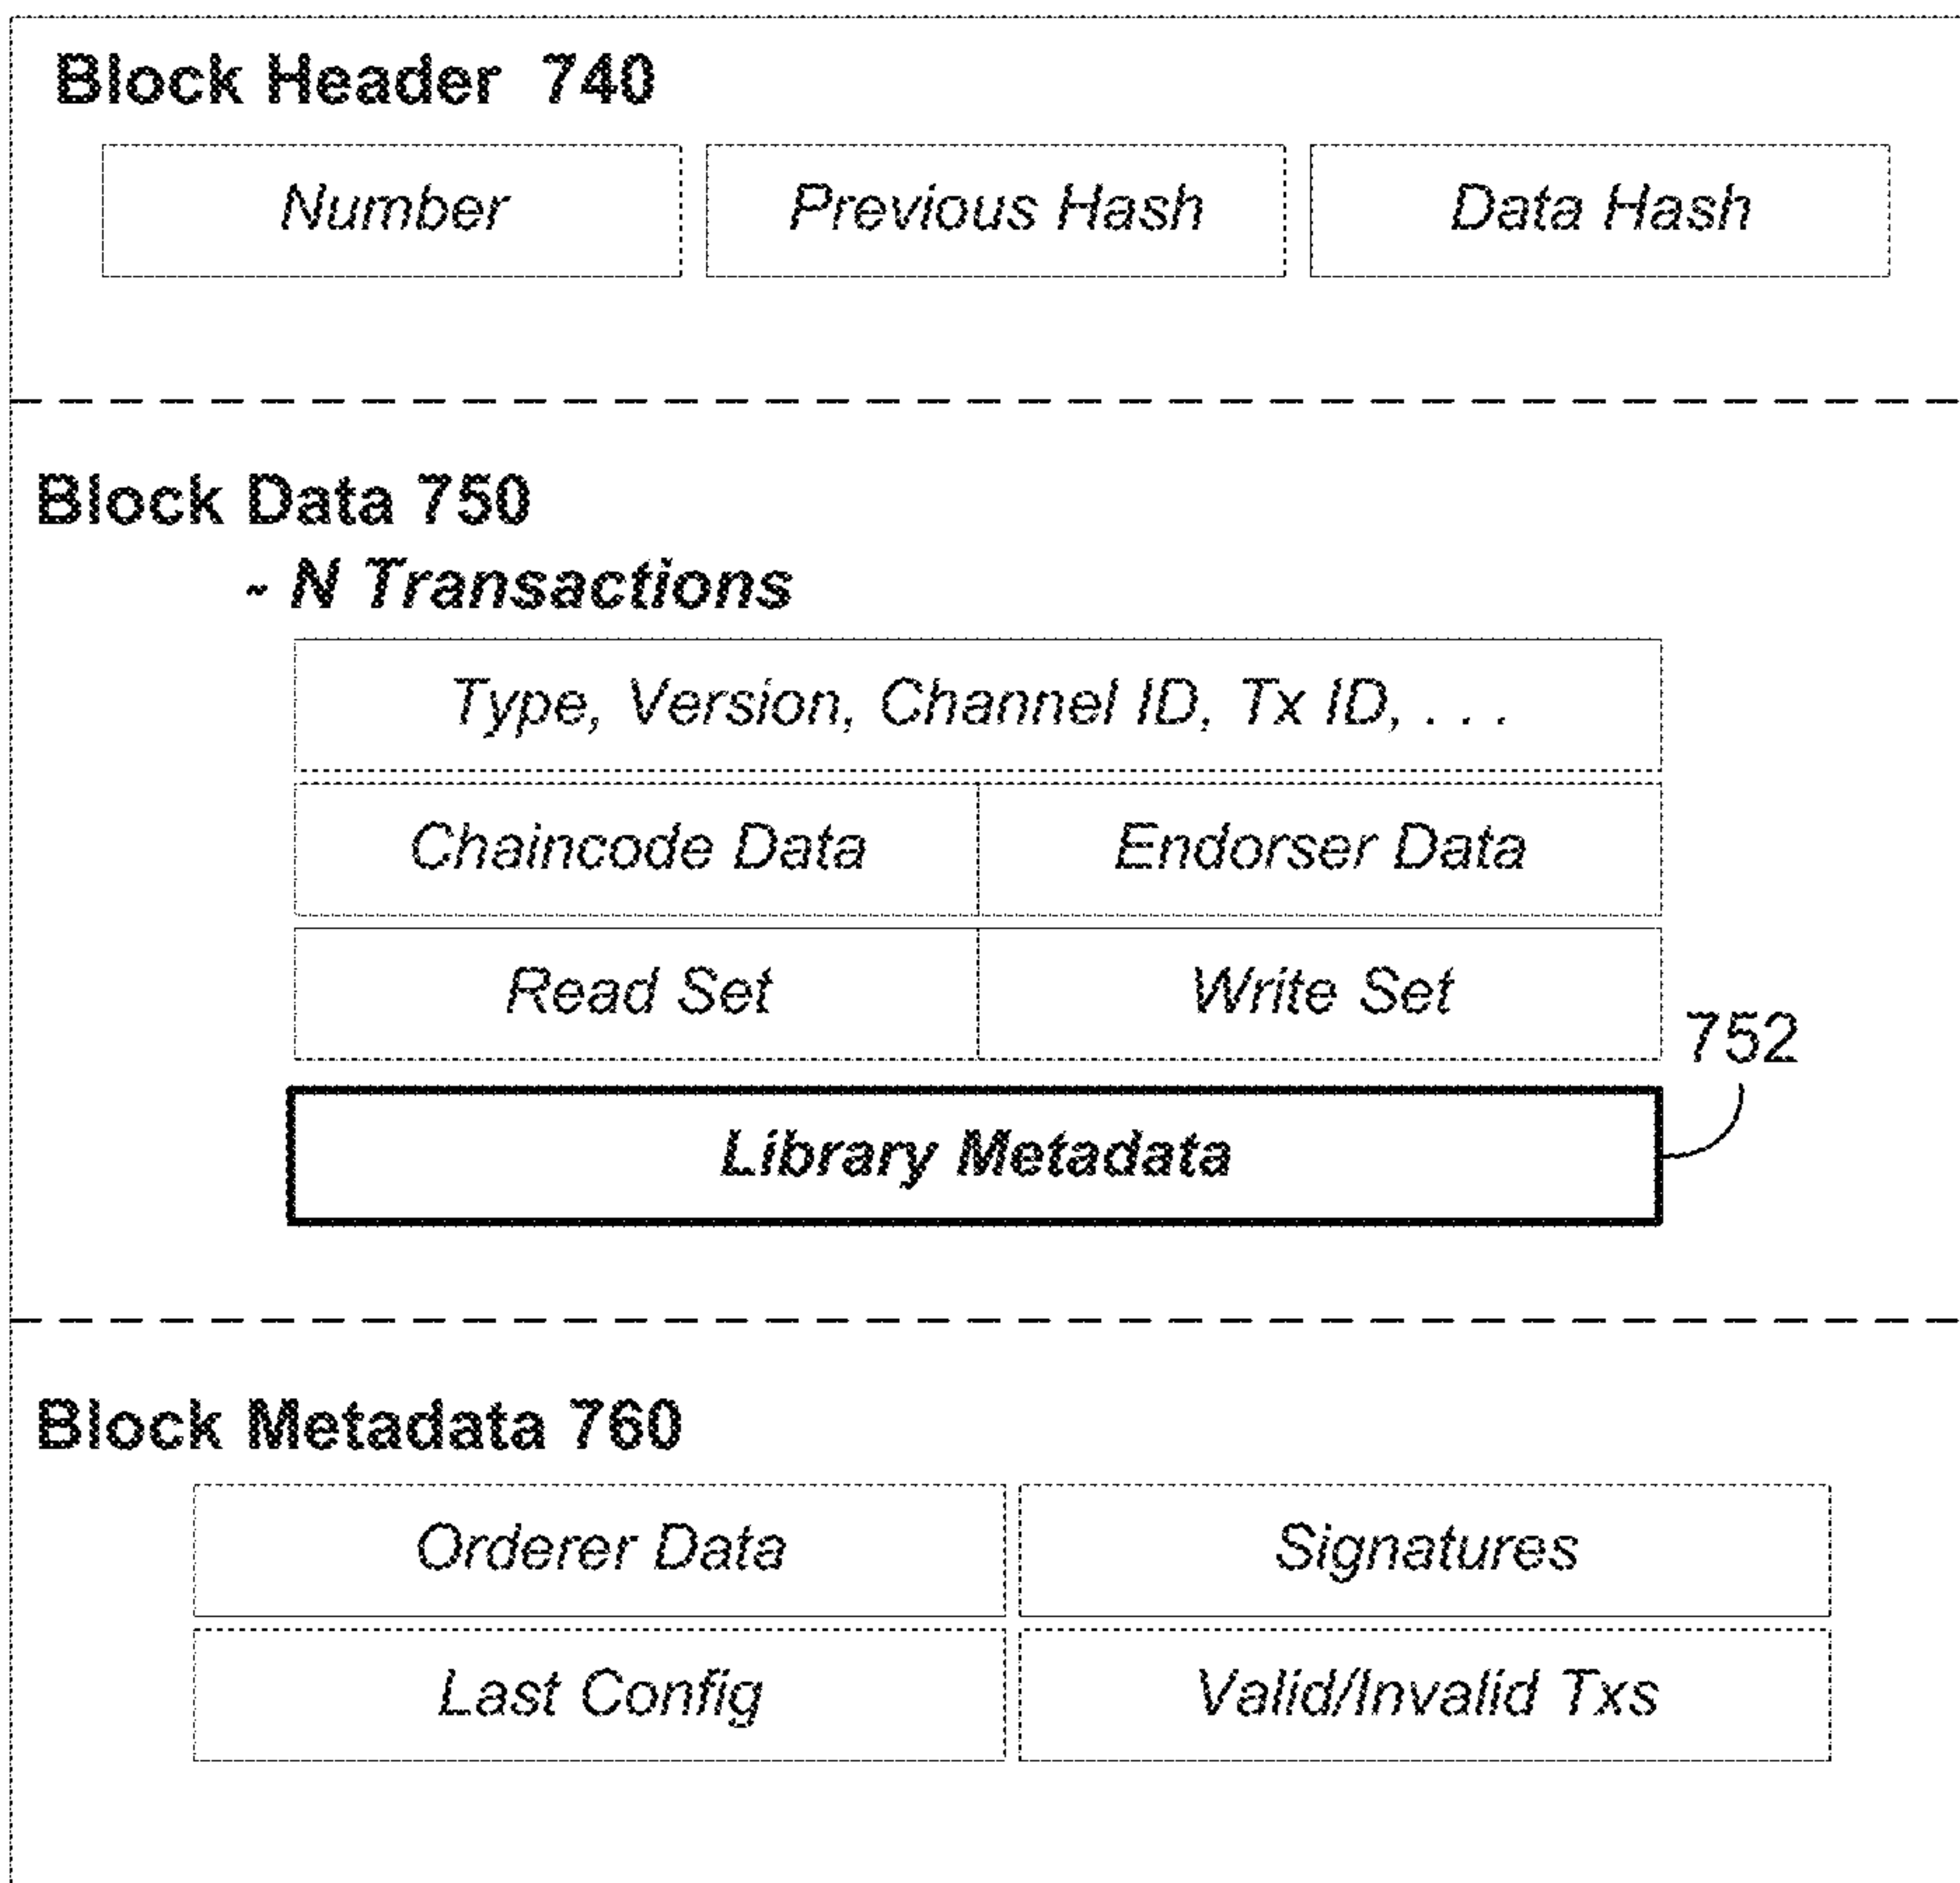 Block Header 740
Number Previous Hash Data Hash
Block Data 750
- N Transactions
Type, Version, Channel ID, Tx ID, . . .
Chaincode Data Endorser Data
Read Set Write Set
752
Library Metadata
Block Metadata 760
Orderer Data Signatures
Last Config Valid/Invalid Txs